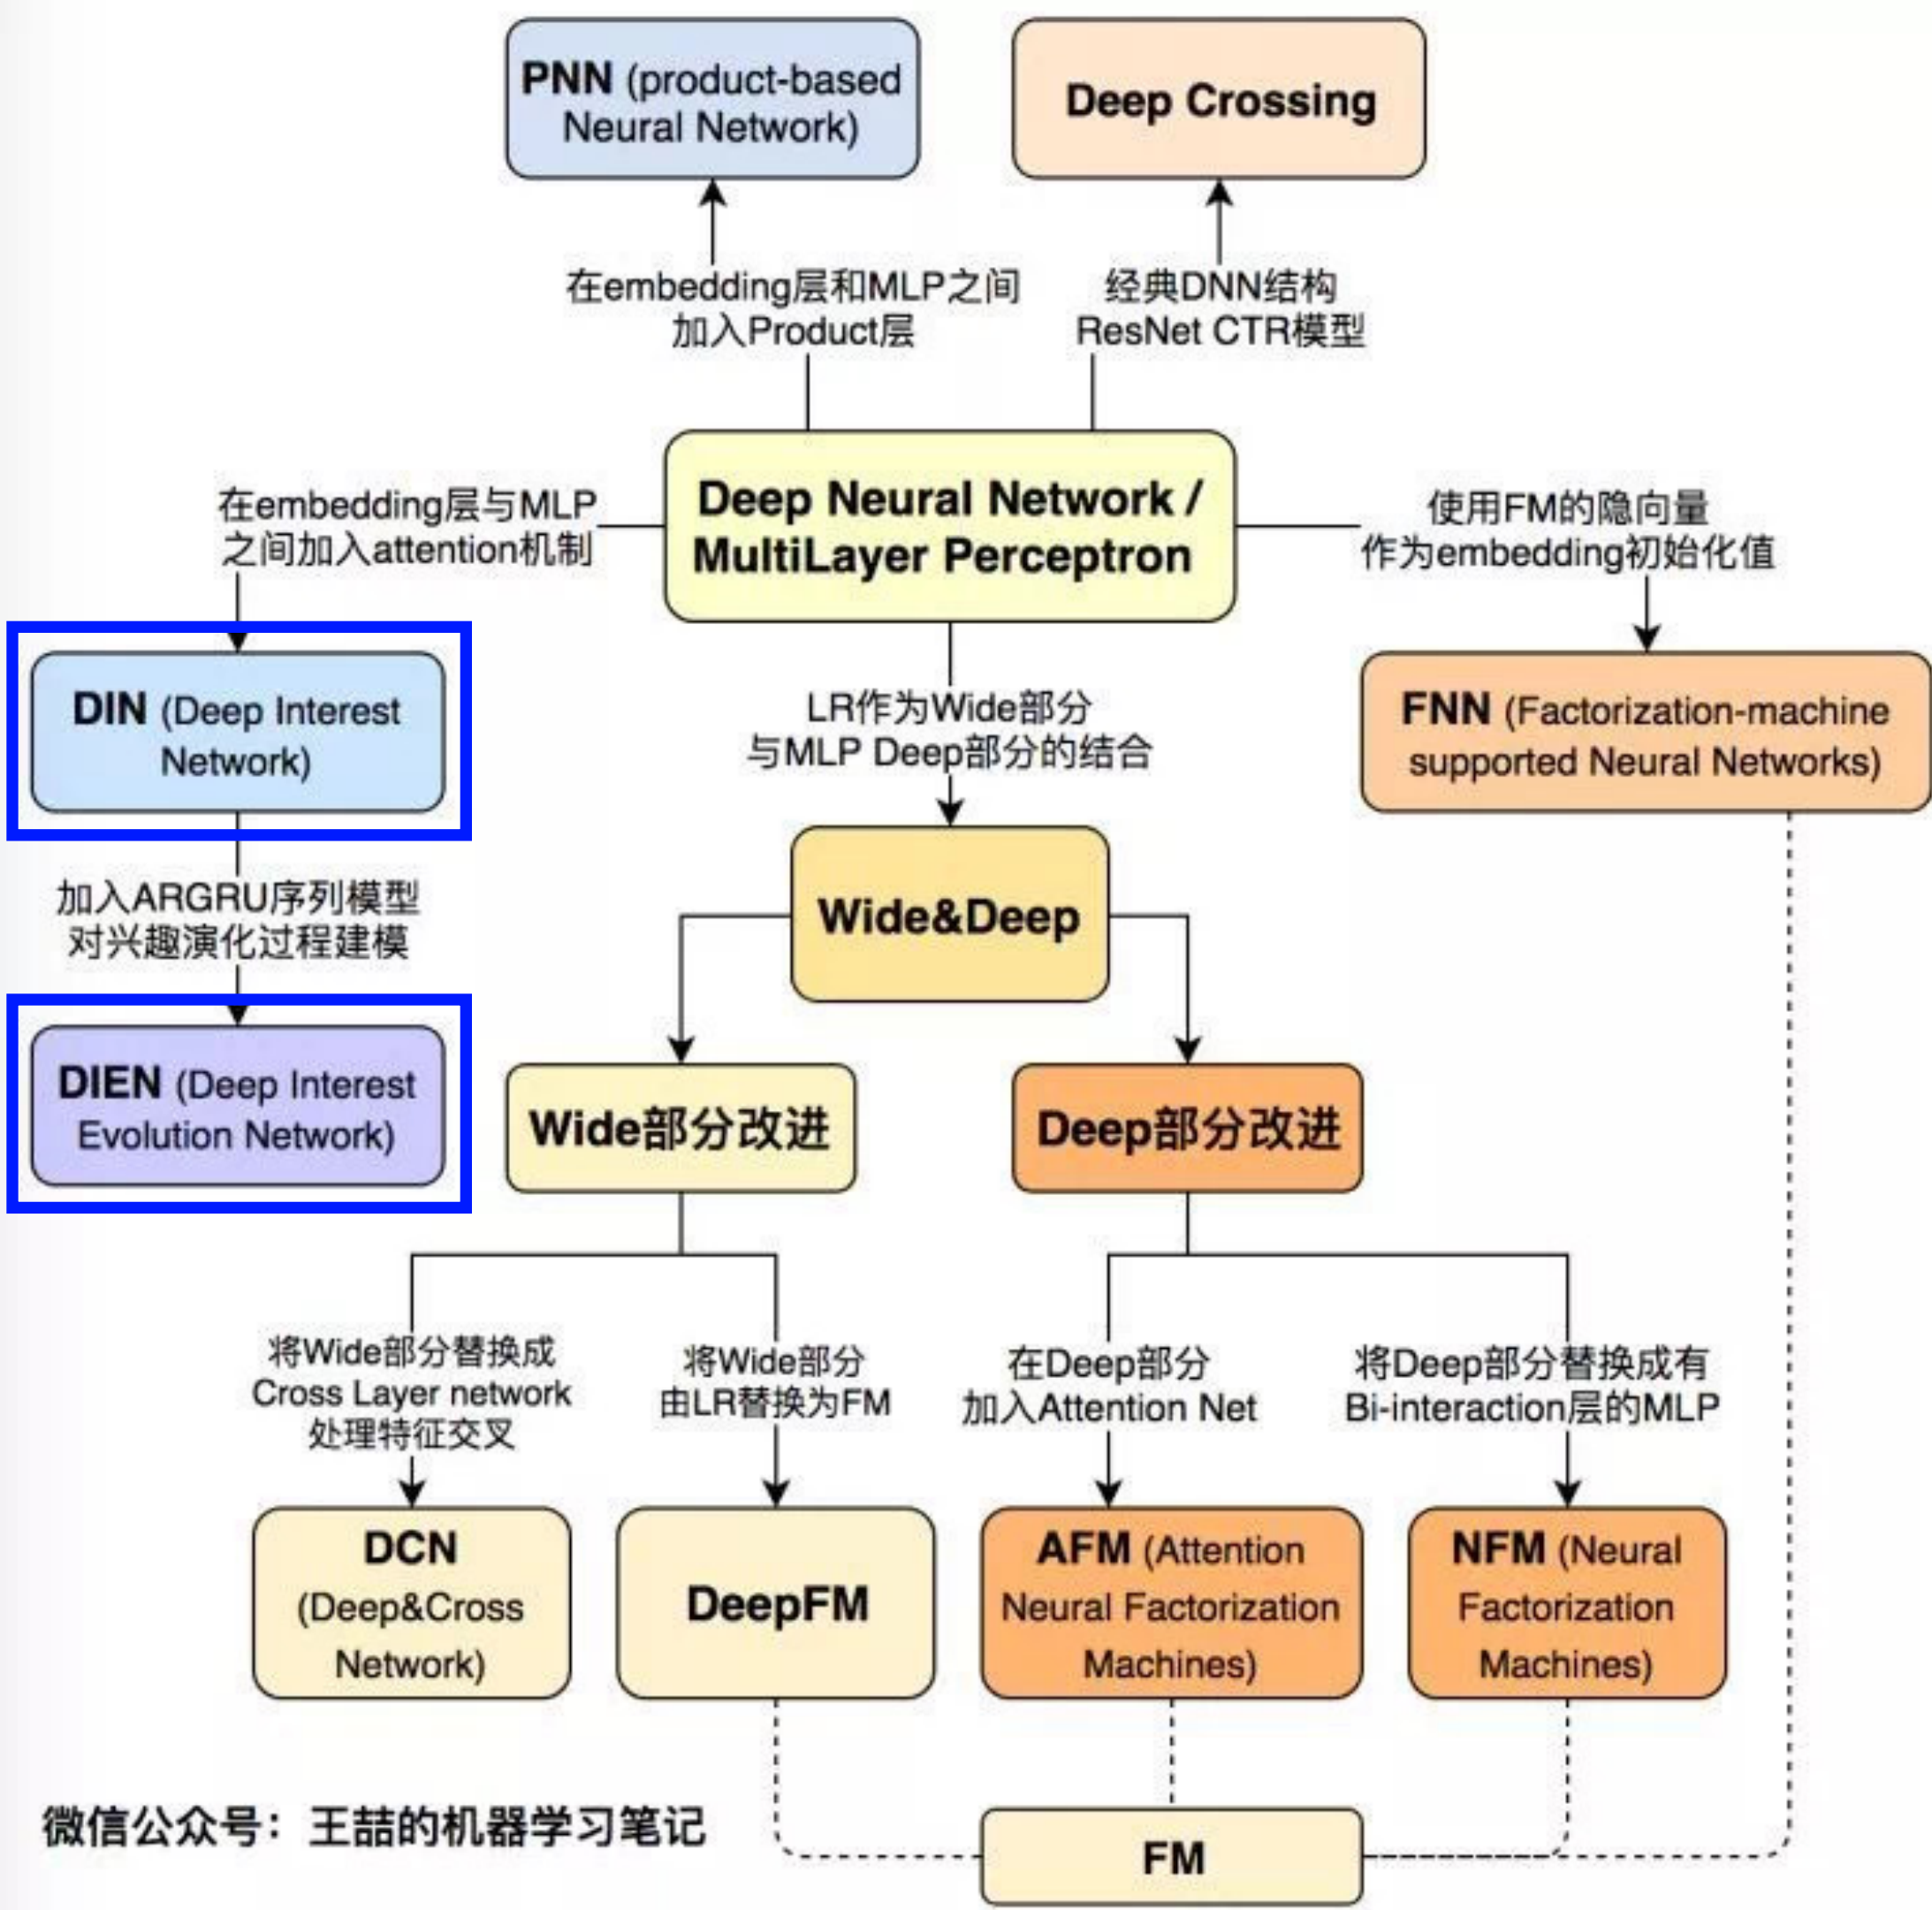 PNN (product-based
Neural Network)
Deep Crossing
在embedding层和MLP之间
加入Product层
经典DNN结构
ResNet CTR模型
Deep Neural Network /
MultiLayer Perceptron
在embedding层与MLP
之间加入attention机制
使用FM的隐向量
作为embedding初始化值
DIN (Deep Interest
Network)
LR作为Wide部分
与MLP Deep部分的结合
FNN (Factorization-machine
supported Neural Networks)
加入ARGRU序列模型
对兴趣演化过程建模
Wide&Deep
DIEN (Deep Interest
Evolution Network)
Wide部分改进
Deep部分改进
将Wide部分替换成
Cross Layer network
处理特征交叉
将Wide部分
由LR替换为FM
在Deep部分
加入Attention Net
将Deep部分替换成有
Bi-interaction层的MLP
DCN
(Deep&Cross
Network)
DeepFM
AFM (Attention
Neural Factorization
Machines)
NFM (Neural
Factorization
Machines)
微信公众号：王喆的机器学习笔记
FM